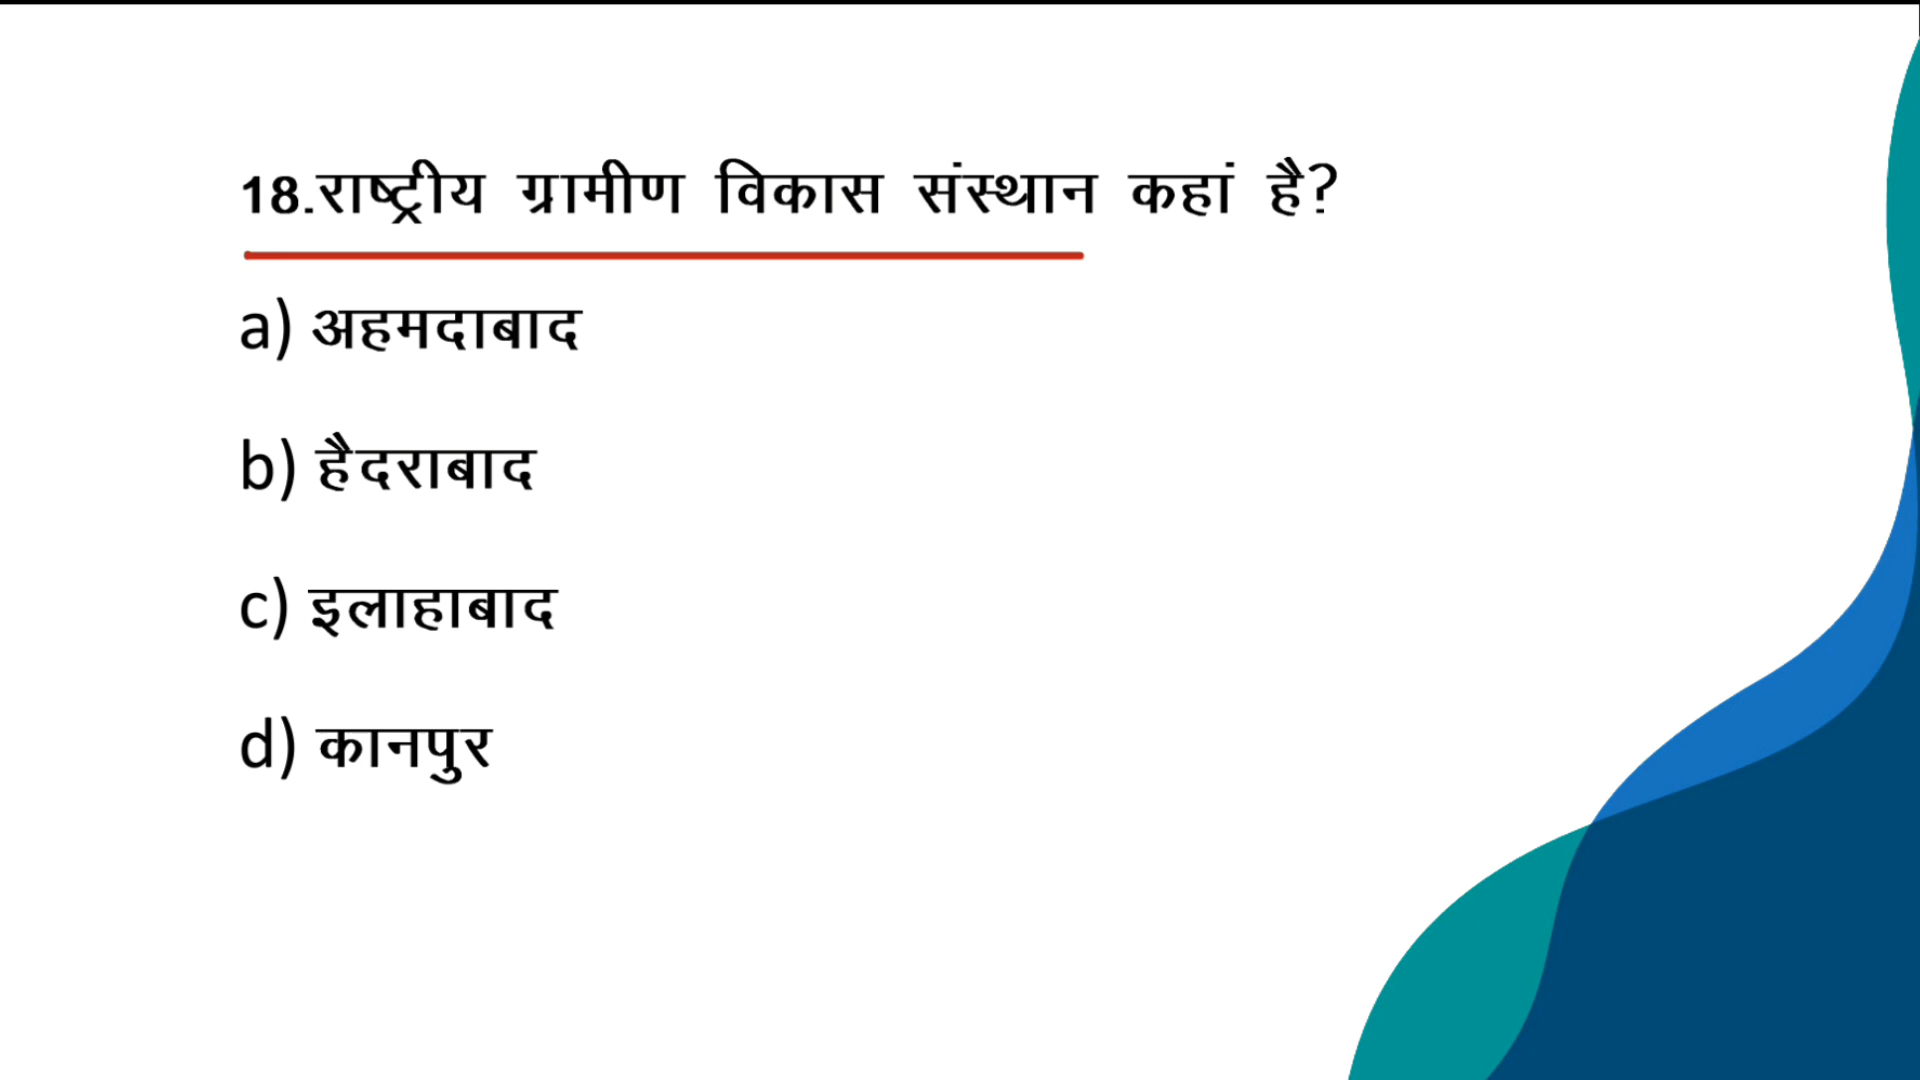 18.राष्ट्रीय ग्रामीण विकास संस्थान कहां है?
a) अहमदाबाद
b) हैदराबाद
c) इलाहाबाद
d) कानपुर